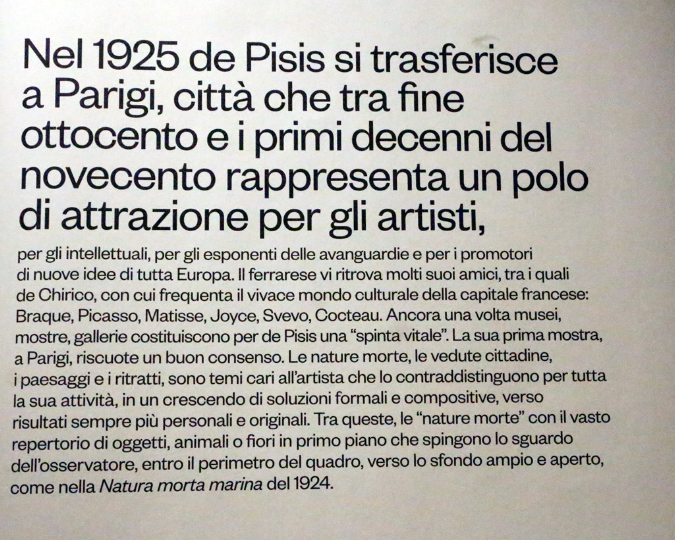 Nel 1925 de Pisis si trasferisce
a Parigi, città che tra fine
ottocento e i primi decenni del
novecento rappresenta un polo
di attrazione per gli artisti,
per gli intellettuali, per gli esponenti delle avanguardie e per i promotori
di nuove idee di tutta Europa. Il ferrarese vi ritrova molti suoi amici, tra i quali
de Chirico, con cui frequenta il vivace mondo culturale della capitale francese:
Braque, Picasso, Matisse, Joyce, Svevo, Cocteau. Ancora una volta musei,
mostre, gallerie costituiscono per de Pisis una “spinta vitale”. La sua prima mostra,
a Parigi, riscuote un buon consenso. Le nature morte, le vedute cittadine,
i paesaggi e i ritratti, sono temi cari all’artista che lo contraddistinguono per tutta
la sua attività, in un crescendo di soluzioni formali e compositive, verso
risultati sempre più personali e originali. Tra queste, le “nature morte” con il vasto
repertorio di oggetti, animali o fiori in primo piano che spingono lo sguardo
dell’osservatore, entro il perimetro del quadro, verso lo sfondo ampio e aperto,
come nella Natura morta marina del 1924.